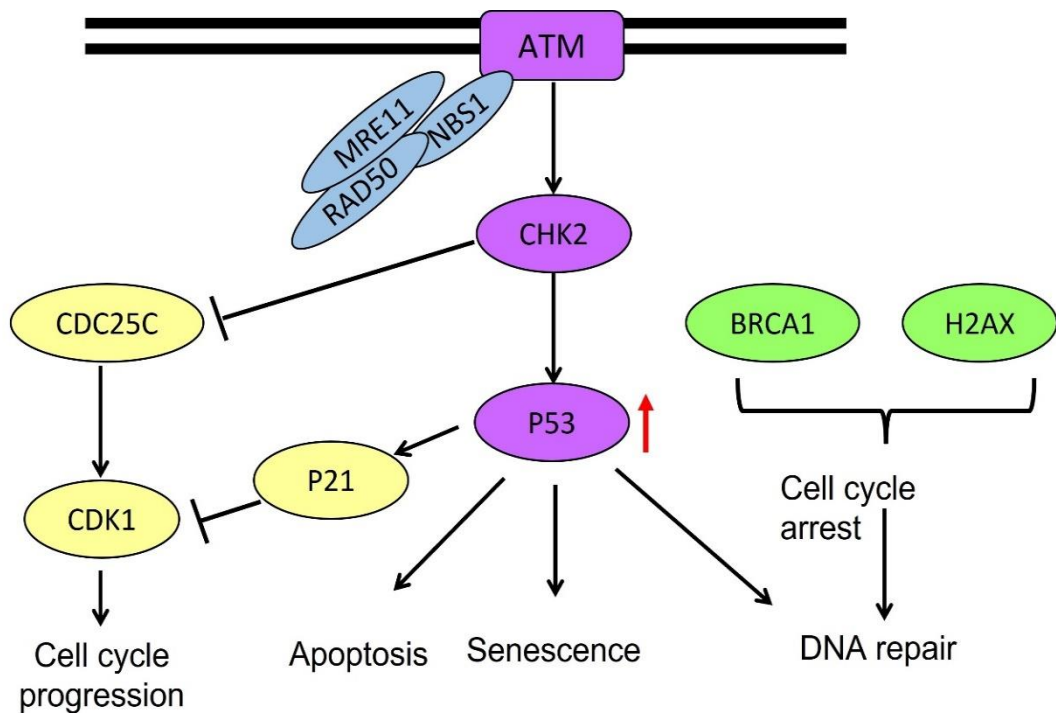 ATM
MRE11
NBS1
RAD50
CHK2
CDC25C
BRCA1
H2AX
P53
P21
CDK1
Cell cycle
arrest
Cell cycle
progression
Apoptosis
Senescence
DNA repair